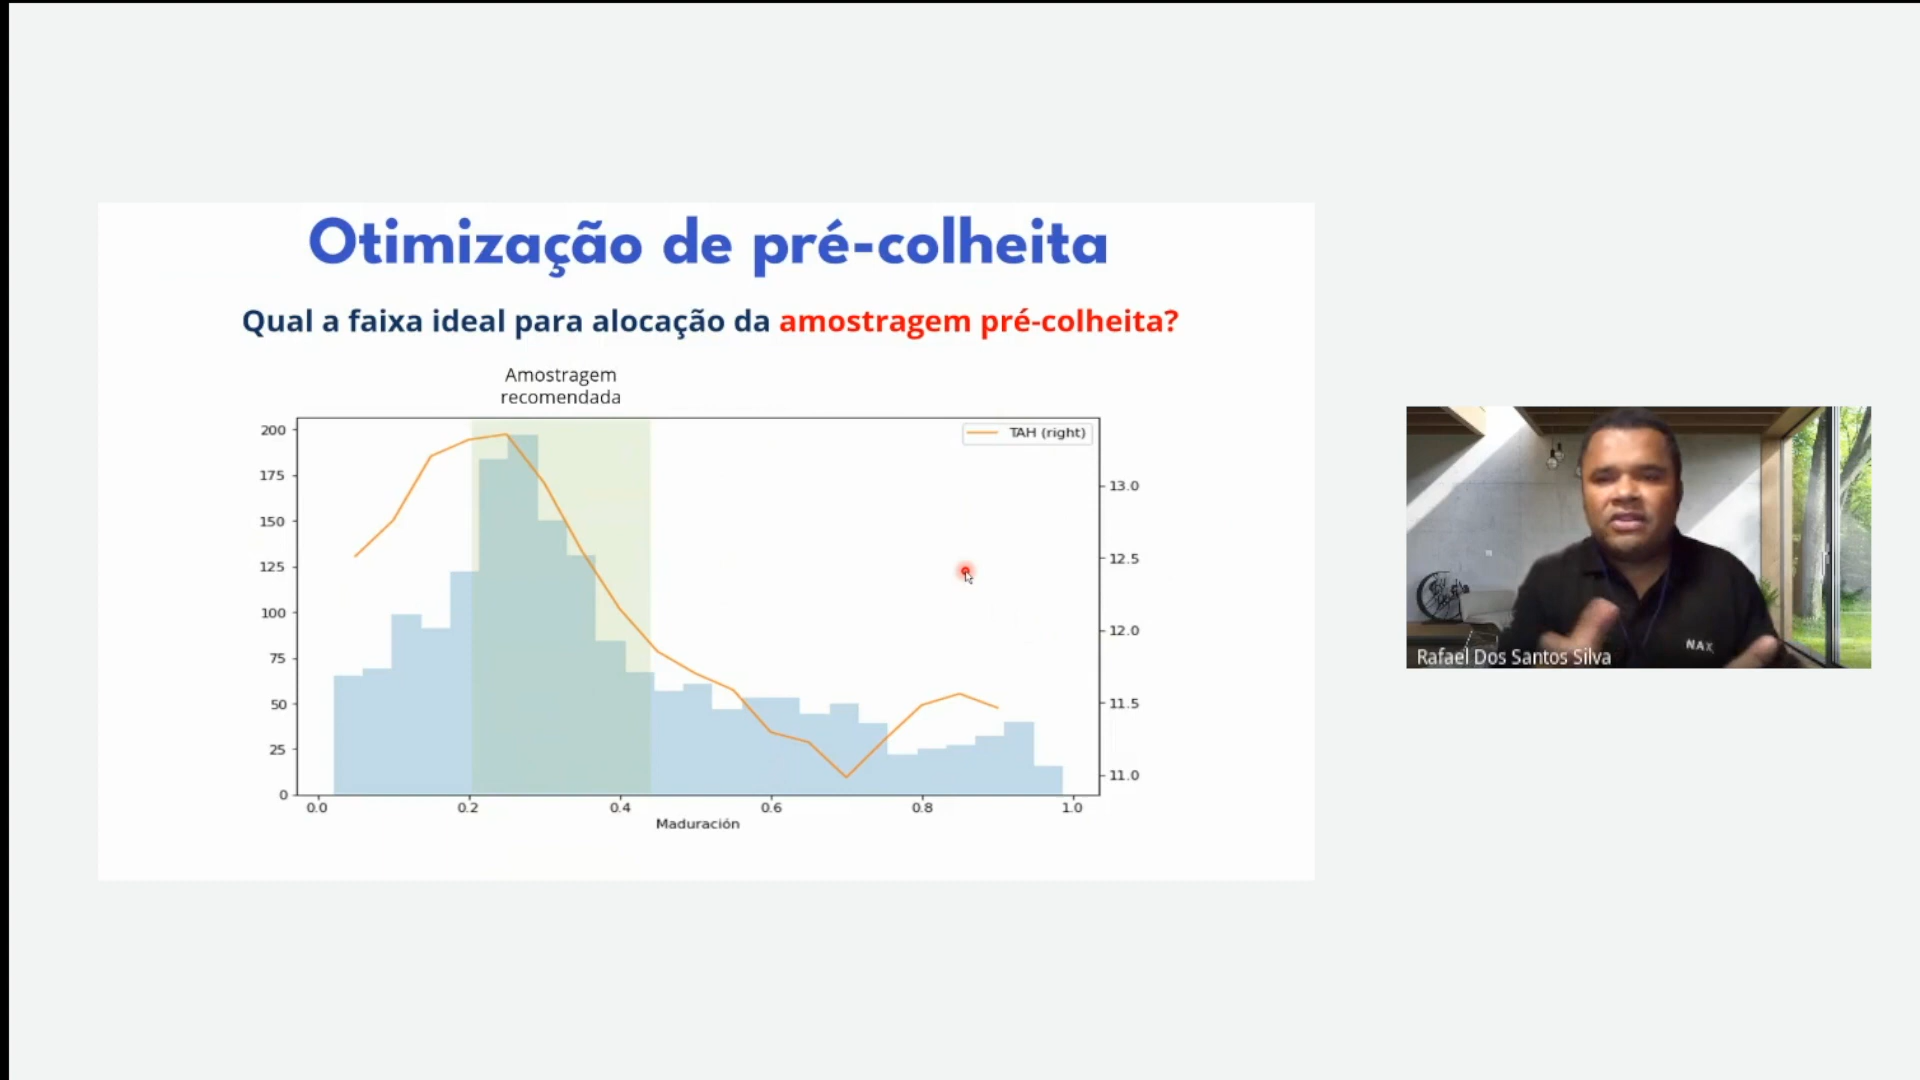 Otimização de pré-colheita
Qual a faixa ideal para alocação da amostragem pré-colheita?
Amostragem
recomendada
TAH (right)
200
175
150
125
100
75
50
25
0
13.0
12.5
12.0
11.5
11.0
0.0 0.2 0.4 0.6 0.8 1.0
Maduración
NAX
Rafael Dos Santos Silva